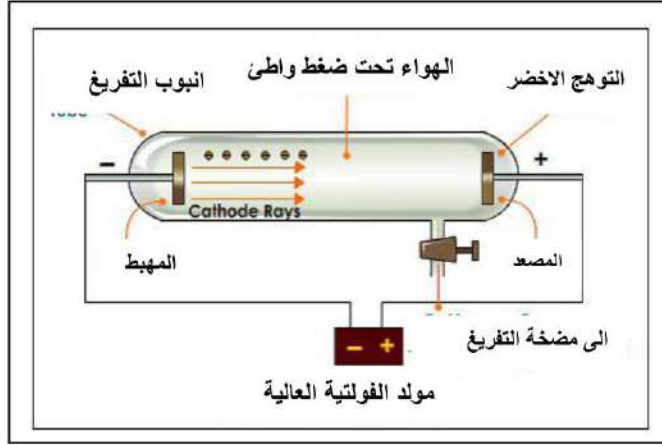 الهواء تحت ضغط واطئ
انبوب التفريغ
التوهج الاخضر
−
+
Cathode Rays
المهبط
المصعد
− +
الى مضخة التفريغ
مولد الفولتية العالية